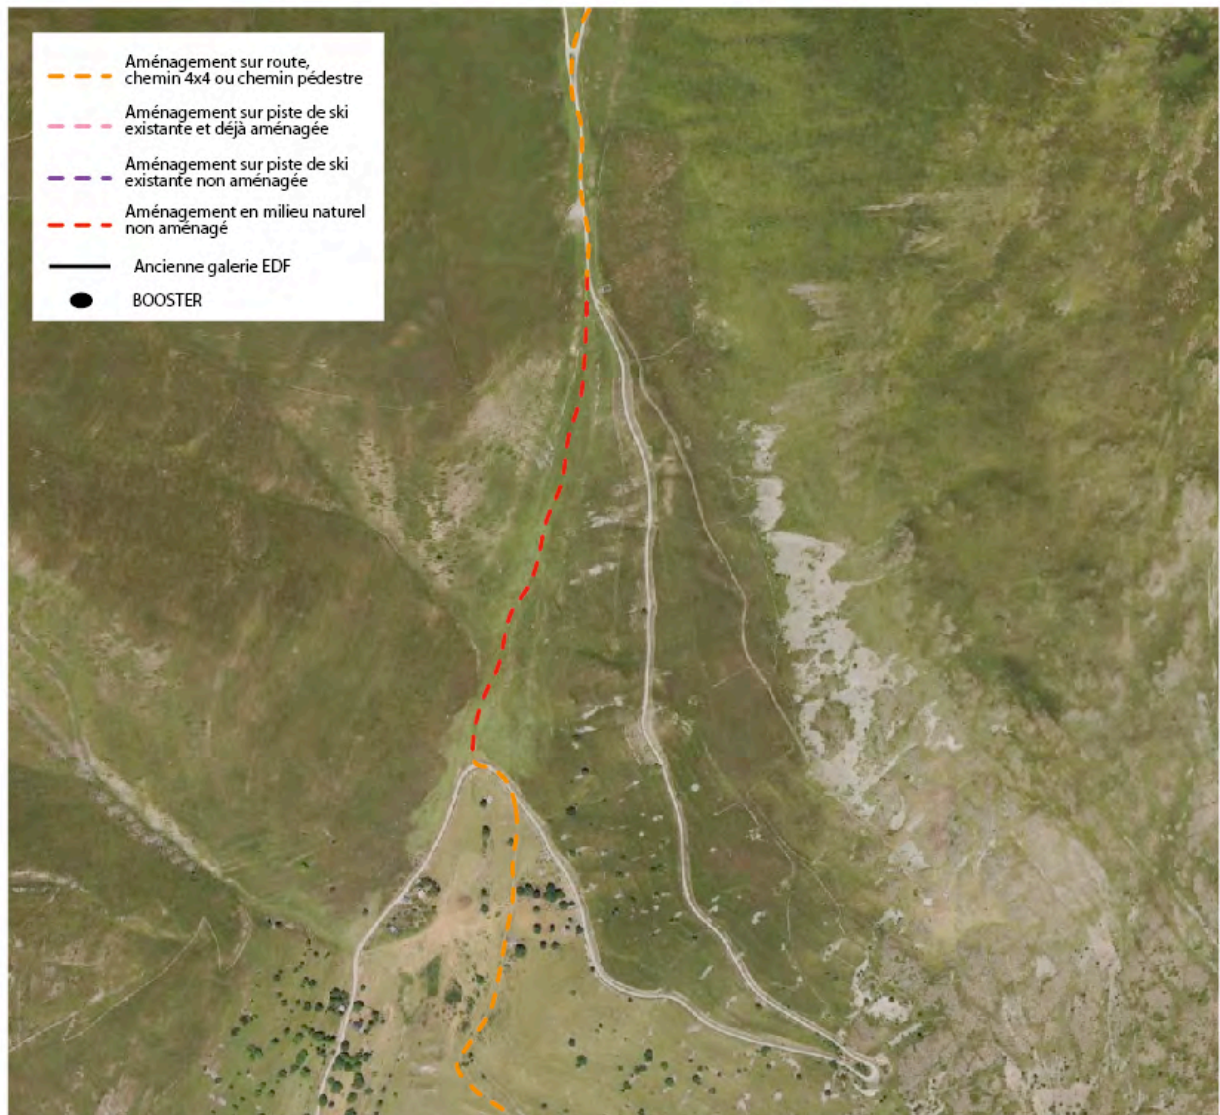 Aménagement sur route,
chemin 4x4 ou chemin pédestre
Aménagement sur piste de ski
existante et déjà aménagée
Aménagement sur piste de ski
existante non aménagée
Aménagement en milieu naturel
non aménagé
Ancienne galerie EDF
BOOSTER